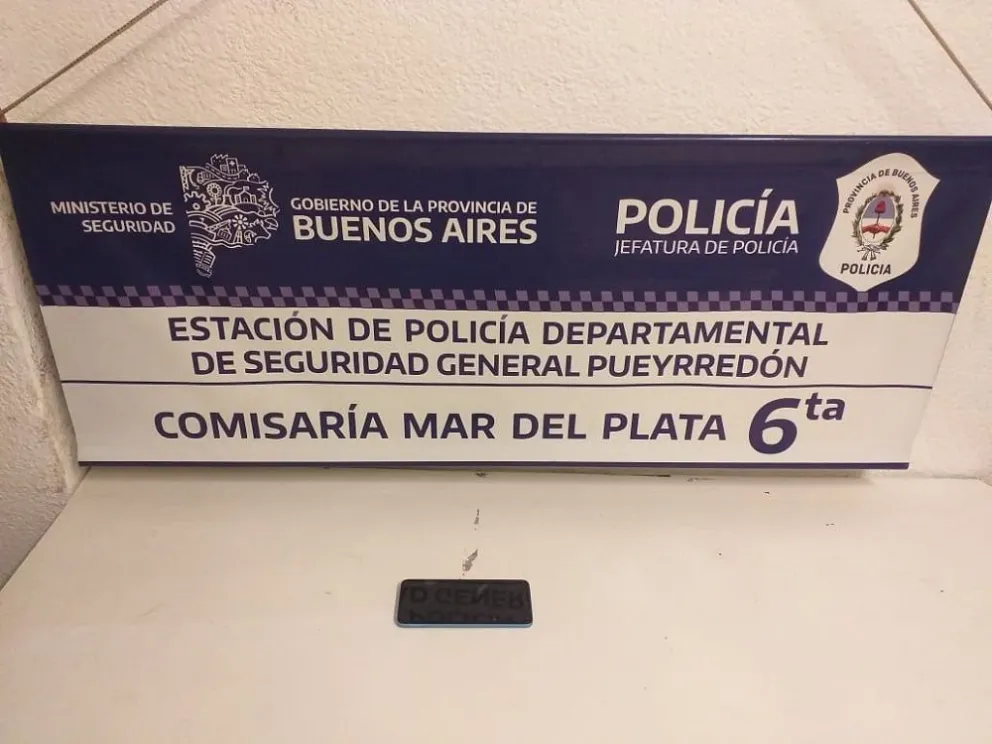 MINISTERIO DE
SEGURIDAD
GOBIERNO DE LA PROVINCIA DE
BUENOS AIRES
POLICÍA
JEFATURA DE POLICÍA
PROVINCIA DE BUENOS AIRES
POLICIA
ESTACIÓN DE POLICÍA DEPARTAMENTAL
DE SEGURIDAD GENERAL PUEYRREDÓN
COMISARÍA MAR DEL PLATA 6ta